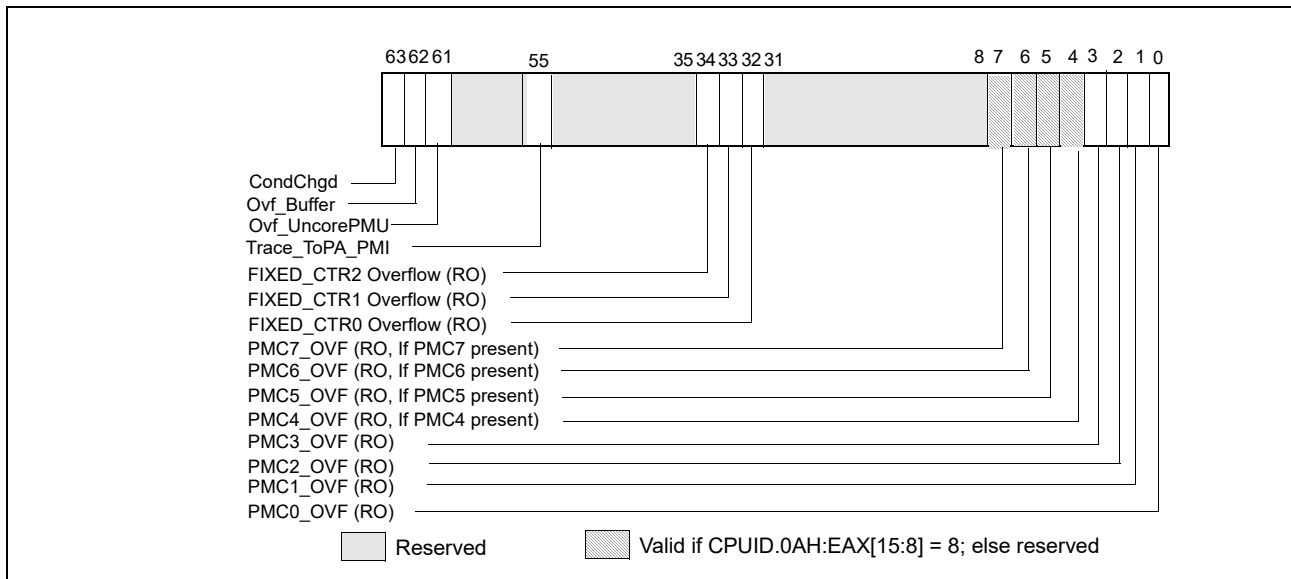 63 62 61 55 35 34 33 32 31 8 7 6 5 4 3 2 1 0
CondChgd
Ovf_Buffer
Ovf_UncorePMU
Trace_ToPA_PMI
FIXED_CTR2 Overflow (RO)
FIXED_CTR1 Overflow (RO)
FIXED_CTR0 Overflow (RO)
PMC7_OVF (RO, If PMC7 present)
PMC6_OVF (RO, If PMC6 present)
PMC5_OVF (RO, If PMC5 present)
PMC4_OVF (RO, If PMC4 present)
PMC3_OVF (RO)
PMC2_OVF (RO)
PMC1_OVF (RO)
PMC0_OVF (RO)
Reserved Valid if CPUID.0AH:EAX[15:8] = 8; else reserved